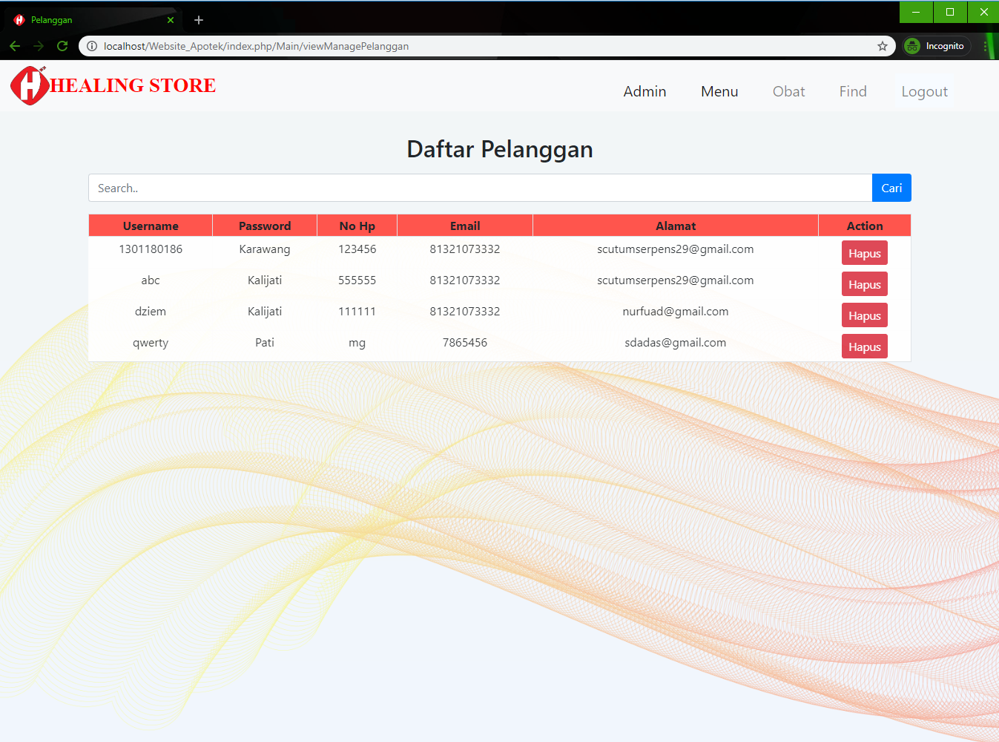 Pelanggan
localhost/Website_Apotek/index.php/Main/viewManagePelanggan
Incognito
H HEALING STORE
Admin Menu Obat Find Logout
Daftar Pelanggan
Search.. Cari
Username Password No Hp Email Alamat Action
1301180186 Karawang 123456 81321073332 scutumserpens29@gmail.com Hapus
abc Kalijati 555555 81321073332 scutumserpens29@gmail.com Hapus
dziem Kalijati 111111 81321073332 nurfuad@gmail.com Hapus
qwerty Pati mg 7865456 sdadas@gmail.com Hapus